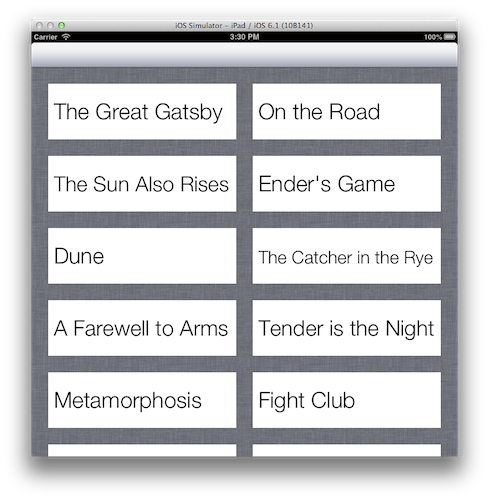 iOS Simulator – iPad / iOS 6.1 (10B141)
Carrier 3:30 PM 100%
The Great Gatsby On the Road
The Sun Also Rises Ender's Game
Dune The Catcher in the Rye
A Farewell to Arms Tender is the Night
Metamorphosis Fight Club